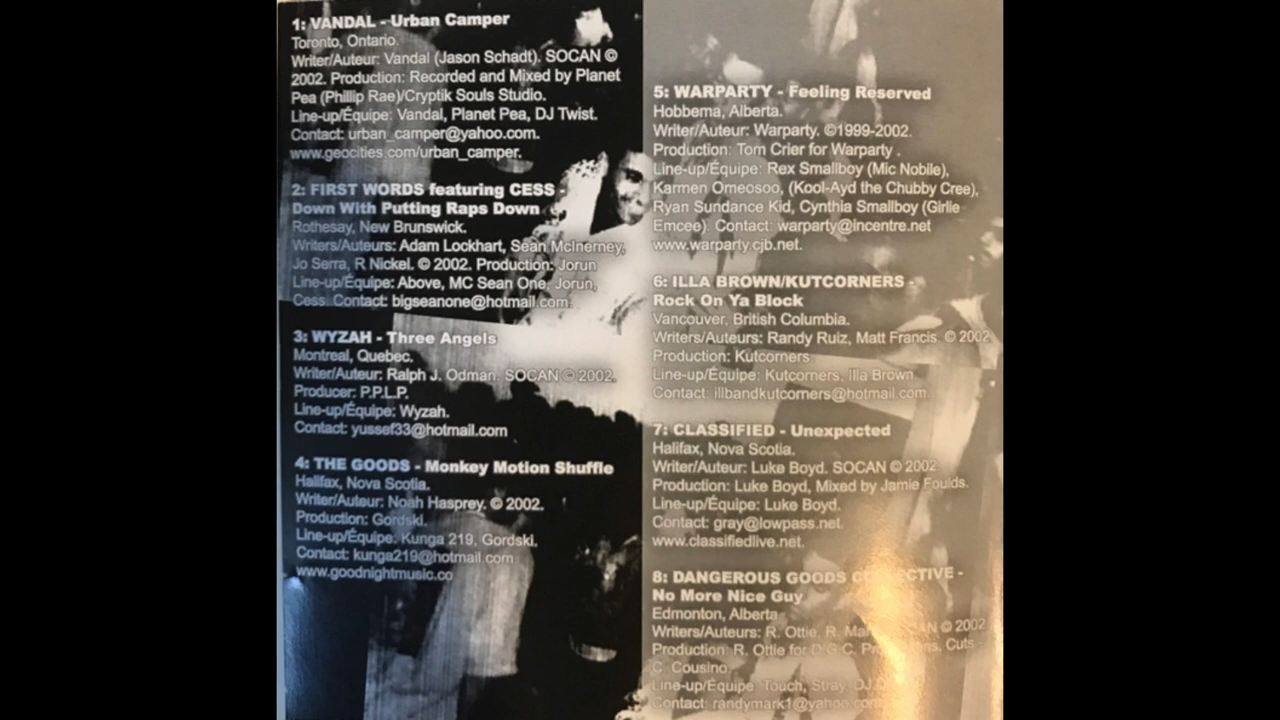 1: VANDAL - Urban Camper
Toronto, Ontario.
Writer/Auteur: Vandal (Jason Schadt). SOCAN ©
2002. Production: Recorded and Mixed by Planet
Pea (Phillip Rae)/Cryptik Souls Studio.
Line-up/Équipe: Vandal, Planet Pea, DJ Twist.
Contact: urban_camper@yahoo.com.
www.geocities.com/urban_camper.
2: FIRST WORDS featuring CESS -
Down With Putting Raps Down
Rothesay, New Brunswick.
Writers/Auteurs: Adam Lockhart, Sean McInerney,
Jo Serra, R Nickel. © 2002. Production: Jorun
Line-up/Équipe: Above, MC Sean One, Jorun,
Cess. Contact: bigseanone@hotmail.com.
3: WYZAH - Three Angels
Montreal, Quebec.
Writer/Auteur: Ralph J. Odman. SOCAN © 2002.
Producer: P.P.L.P.
Line-up/Équipe: Wyzah.
Contact: yussef33@hotmail.com
4: THE GOODS - Monkey Motion Shuffle
Halifax, Nova Scotia.
Writer/Auteur: Noah Hasprey. © 2002.
Production: Gordski.
Line-up/Équipe: Kunga 219, Gordski.
Contact: kunga219@hotmail.com
www.goodnightmusic.co
5: WARPARTY - Feeling Reserved
Hobbema, Alberta.
Writer/Auteur: Warparty. ©1999-2002.
Production: Tom Crier for Warparty .
Line-up/Équipe: Rex Smallboy (Mic Nobile),
Karmen Omeosoo, (Kool-Ayd the Chubby Cree),
Ryan Sundance Kid, Cynthia Smallboy (Girlie
Emcee). Contact: warparty@incentre.net
www.warparty.cjb.net.
6: ILLA BROWN/KUTCORNERS -
Rock On Ya Block
Vancouver, British Columbia.
Writers/Auteurs: Randy Ruiz, Matt Francis. © 2002.
Production: Kutcorners
Line-up/Équipe: Kutcorners, Illa Brown
Contact: illbandkutcorners@hotmail.com.
7: CLASSIFIED - Unexpected
Halifax, Nova Scotia.
Writer/Auteur: Luke Boyd. SOCAN © 2002.
Production: Luke Boyd, Mixed by Jamie Foulds.
Line-up/Équipe: Luke Boyd.
Contact: gray@lowpass.net.
www.classifiedlive.net.
8: DANGEROUS GOODS -
No More Nice Guy
Edmonton, Alberta
Writers/Auteurs: R. Ottie, R. © 2002
Production: R. Ottie for D.G.C. Cuts -
C. Cousino.
Line-up/Équipe: Touch, Stray, DJ
Contact: randymark1@yahoo.com